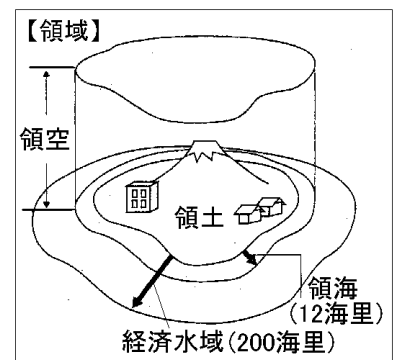 【領域】
領空
領土
領海
(12海里)
経済水域(200海里)